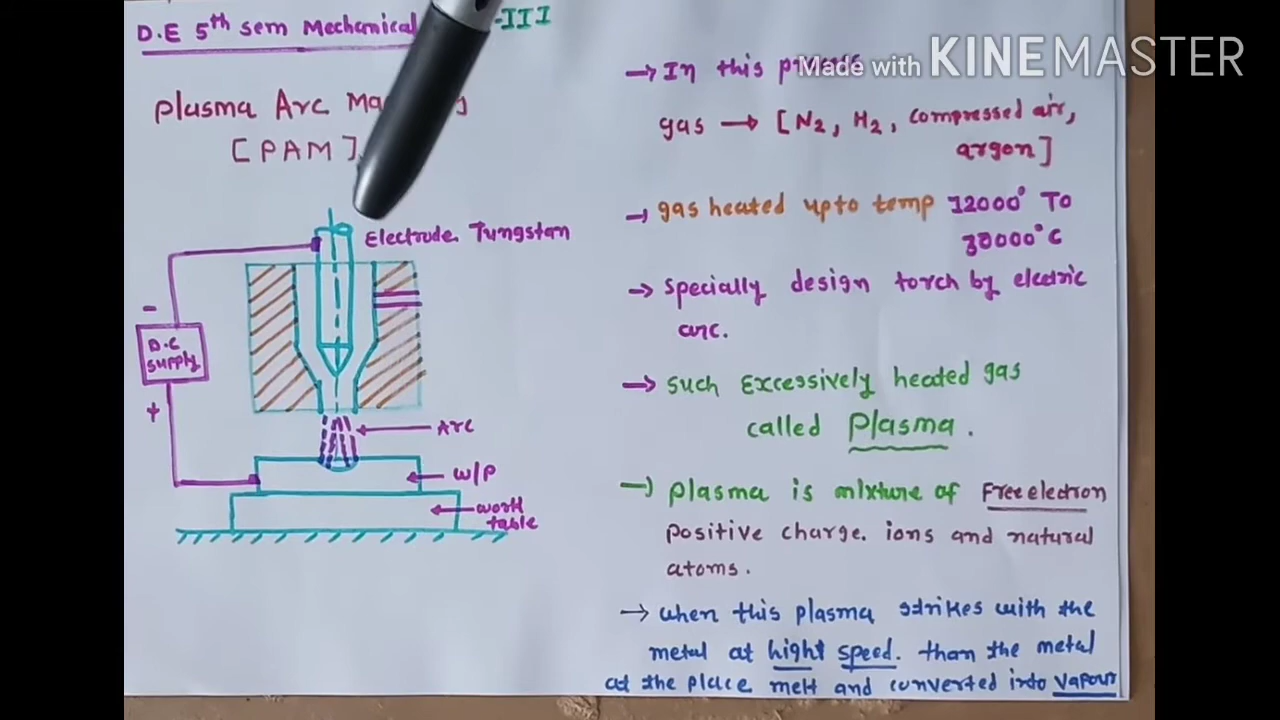 D.E 5th sem Mechanical -III
Plasma Arc
[PAM]
Electrode Tungstan
-
D.C
Supply
+
Arc
W/P
work
table
Made with KINEMASTER
→ In this
gas → [N2, H2, compressed air,
argon]
→ gas heated upto temp 12000° To
30000°C
→ Specially design torch by electric
arc.
→ such Excessively heated gas
called Plasma.
→ plasma is mixture of Free electron
positive charge. ions and natural
atoms.
→ when this plasma strikes with the
metal at hight speed. than the metal
at the place melt and converted into vapour